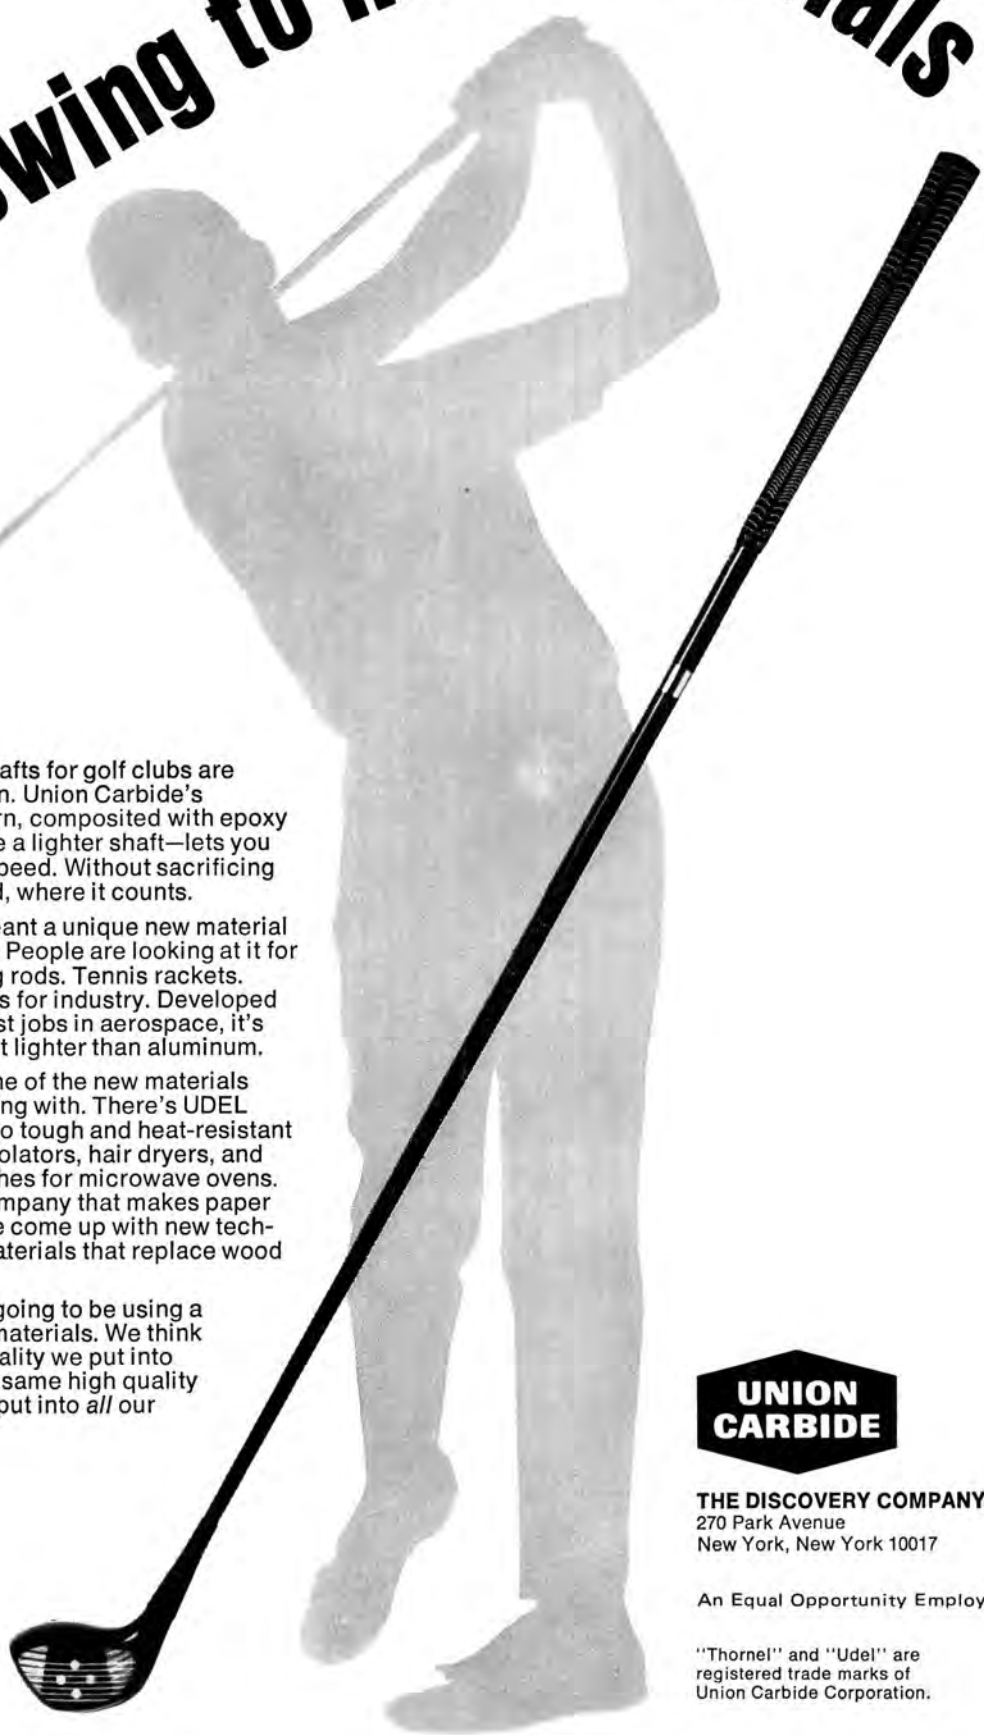 wing to
afts for golf clubs are
n. Union Carbide's
rn, composited with epoxy
e a lighter shaft—lets you
peed. Without sacrificing
d, where it counts.
eant a unique new material
People are looking at it for
g rods. Tennis rackets.
s for industry. Developed
st jobs in aerospace, it's
t lighter than aluminum.
ne of the new materials
ng with. There's UDEL
o tough and heat-resistant
olators, hair dryers, and
hes for microwave ovens.
mpany that makes paper
e come up with new tech-
aterials that replace wood
going to be using a
naterials. We think
ality we put into
same high quality
put into all our
UNION
CARBIDE
THE DISCOVERY COMPANY
270 Park Avenue
New York, New York 10017
An Equal Opportunity Employ
"Thornel" and "Udel" are
registered trade marks of
Union Carbide Corporation.